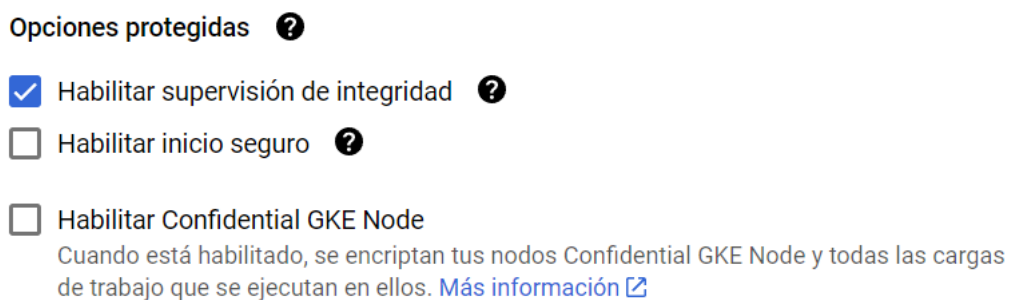 Opciones protegidas ?
Habilitar supervisión de integridad ?
Habilitar inicio seguro ?
Habilitar Confidential GKE Node
Cuando está habilitado, se encriptan tus nodos Confidential GKE Node y todas las cargas
de trabajo que se ejecutan en ellos. Más información